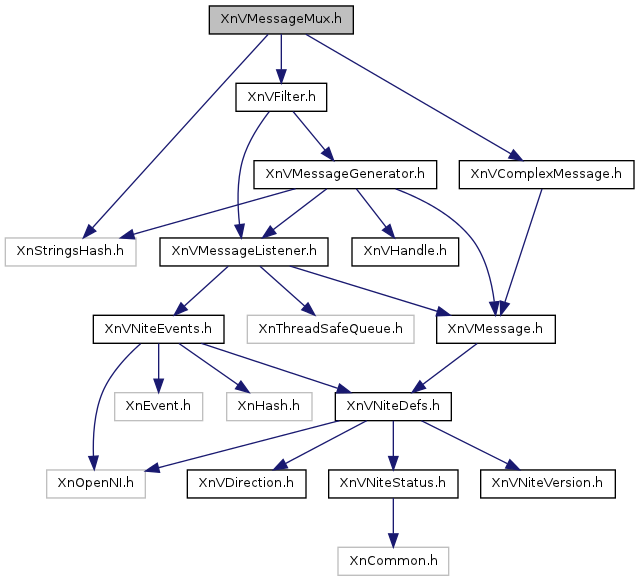 XnVMessageMux.h
XnVFilter.h
XnVMessageGenerator.h
XnVComplexMessage.h
XnStringsHash.h
XnVMessageListener.h
XnVHandle.h
XnVNiteEvents.h
XnThreadSafeQueue.h
XnVMessage.h
XnEvent.h
XnHash.h
XnVNiteDefs.h
XnOpenNI.h
XnVDirection.h
XnVNiteStatus.h
XnVNiteVersion.h
XnCommon.h